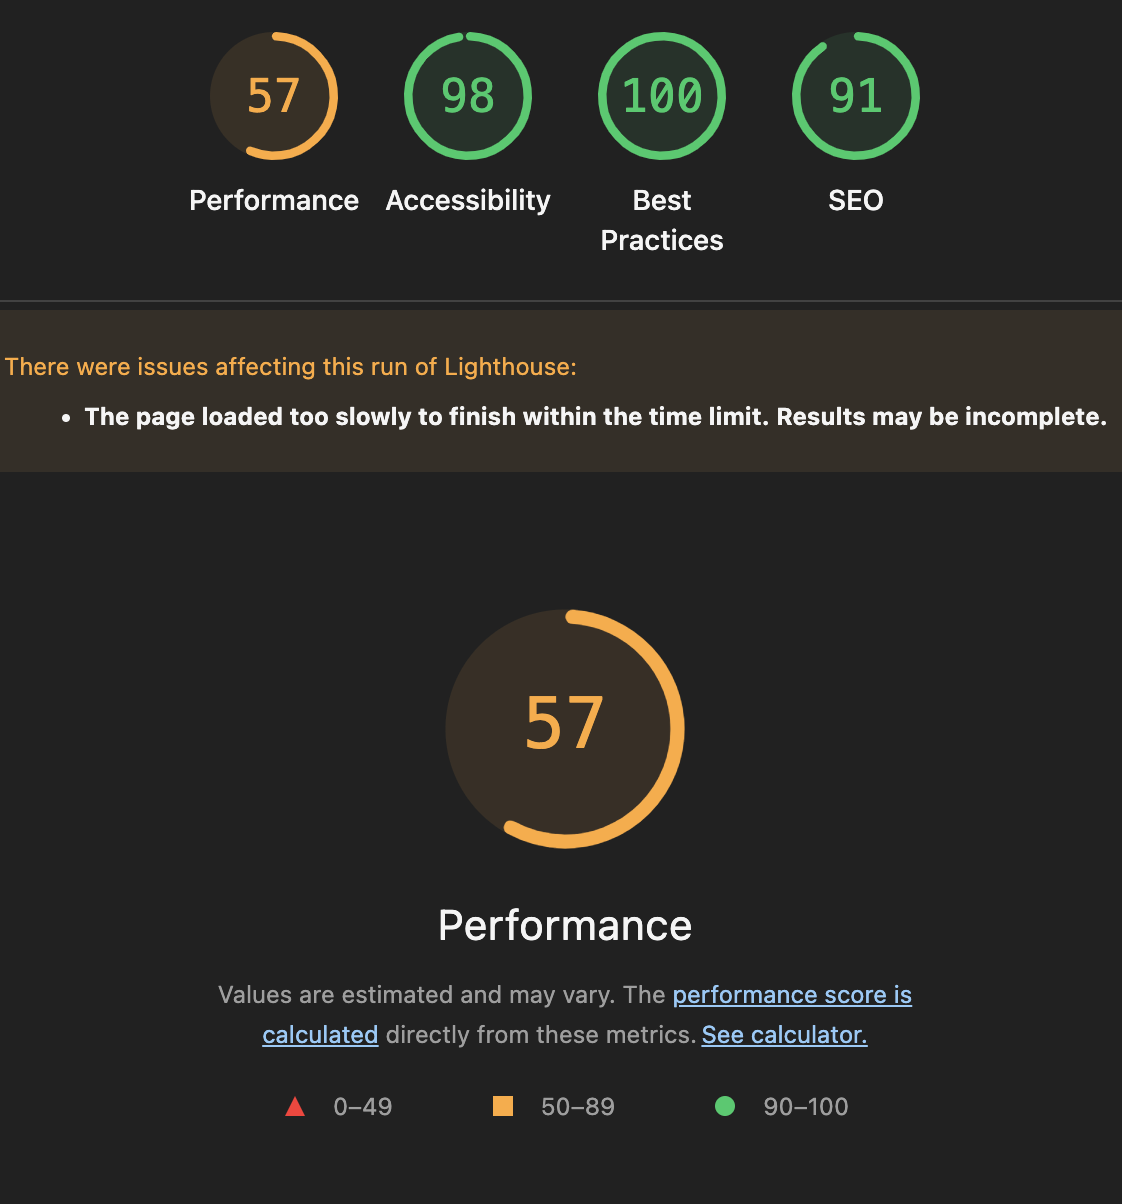 57
98
100
91
Performance
Accessibility
Best
Practices
SEO
There were issues affecting this run of Lighthouse:
• The page loaded too slowly to finish within the time limit. Results may be incomplete.
57
Performance
Values are estimated and may vary. The performance score is
calculated directly from these metrics. See calculator.
0–49
50–89
90–100